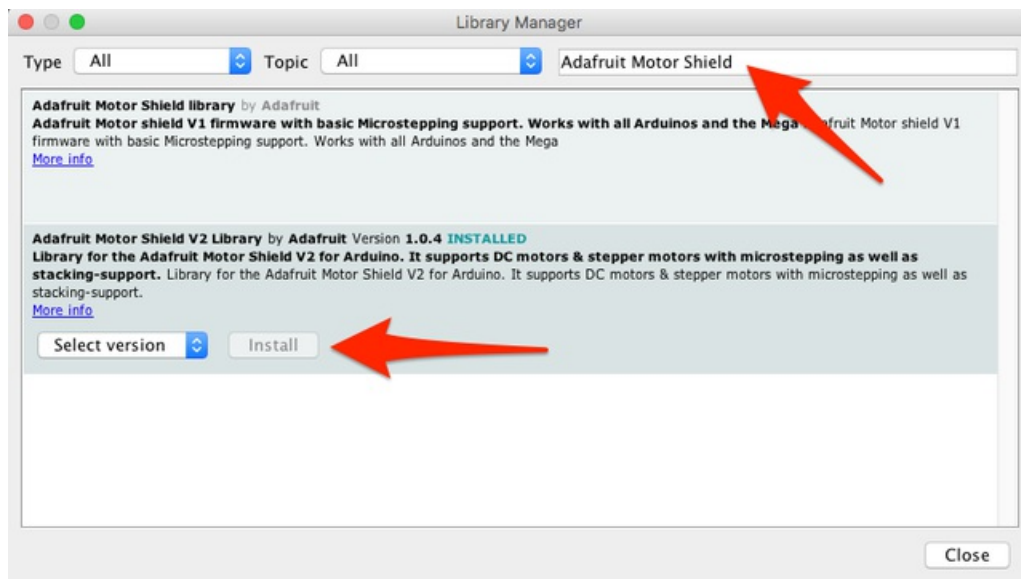 Library Manager
Type All Topic All Adafruit Motor Shield
Adafruit Motor Shield library by Adafruit
Adafruit Motor shield V1 firmware with basic Microstepping support. Works with all Arduinos and the Mega fruit Motor shield V1
firmware with basic Microstepping support. Works with all Arduinos and the Mega
More info
Adafruit Motor Shield V2 Library by Adafruit Version 1.0.4 INSTALLED
Library for the Adafruit Motor Shield V2 for Arduino. It supports DC motors & stepper motors with microstepping as well as
stacking-support. Library for the Adafruit Motor Shield V2 for Arduino. It supports DC motors & stepper motors with microstepping as well as
stacking-support.
More info
Select version Install
Close